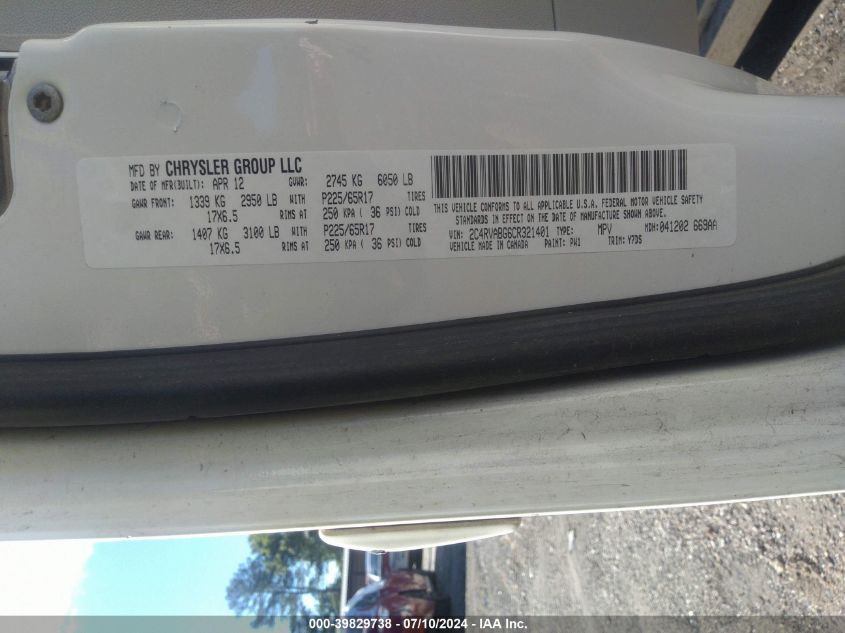 MFD BY CHRYSLER GROUP LLC
DATE OF MFR(BUILT): APR 12 GVWR: 2745 KG 6050 LB
GAWR FRONT: 1339 KG 2950 LB WITH P225/65R17 TIRES
17X6.5 RIMS AT 250 KPA ( 36 PSI) COLD
GAWR REAR: 1407 KG 3100 LB WITH P225/65R17 TIRES
17X6.5 RIMS AT 250 KPA ( 36 PSI) COLD
THIS VEHICLE CONFORMS TO ALL APPLICABLE U.S.A. FEDERAL MOTOR VEHICLE SAFETY
STANDARDS IN EFFECT ON THE DATE OF MANUFACTURE SHOWN ABOVE.
VIN: 2C4RVABG6CR321401 TYPE: MPV MDH: 041202 669AA
VEHICLE MADE IN CANADA PAINT: PW1 TRIM: Y7DS
000-39829738 - 07/10/2024 - IAA Inc.